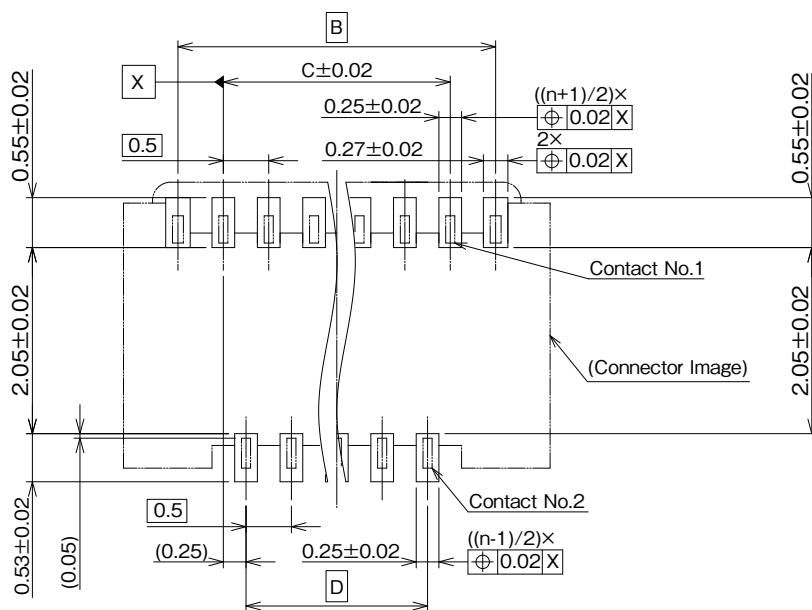 B
X
C±0.02
((n+1)/2)×
0.25±0.02
⌖ 0.02 X
2×
0.5
0.27±0.02
⌖ 0.02 X
0.55±0.02
0.55±0.02
Contact No.1
2.05±0.02
2.05±0.02
(Connector Image)
Contact No.2
0.53±0.02
(0.05)
0.5
((n-1)/2)×
(0.25)
0.25±0.02
⌖ 0.02 X
D